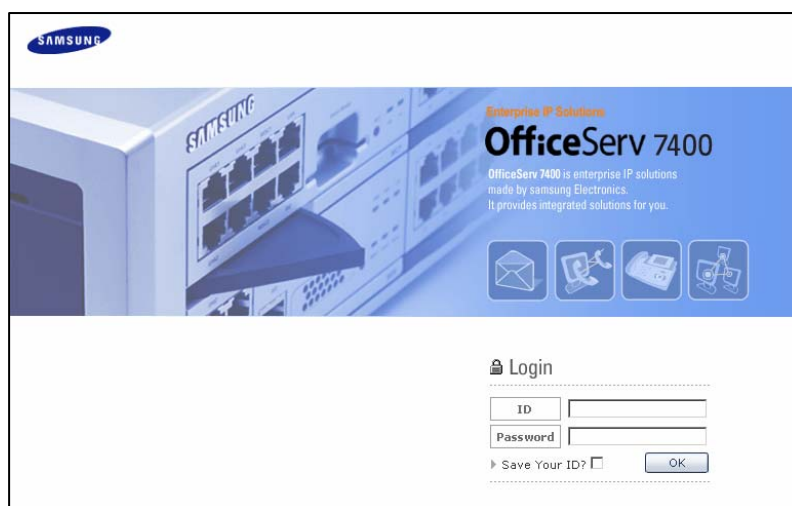 SAMSUNG
SAMSUNG
Enterprise IP Solutions
OfficeServ 7400
OfficeServ 7400 is enterprise IP solutions
made by samsung Electronics.
It provides integrated solutions for you.
Login
ID
Password
Save Your ID?
OK